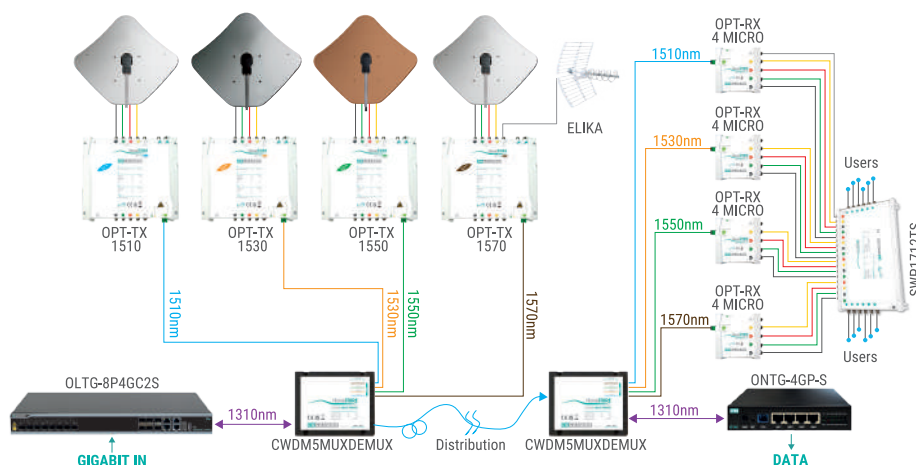 OPT-RX
4 MICRO
1510nm
ELIKA
OPT-RX
4 MICRO
1530nm
Users
OPT-TX
1510
OPT-TX
1530
OPT-TX
1550
OPT-TX
1570
OPT-RX
4 MICRO
1550nm
SWP1712TS
OPT-RX
4 MICRO
1570nm
Users
1510nm
1530nm
1550nm
1570nm
OLTG-8P4GC2S
1310nm
GIGABIT IN
CWDM5MUXDEMUX
Distribution
CWDM5MUXDEMUX
1310nm
ONTG-4GP-S
DATA